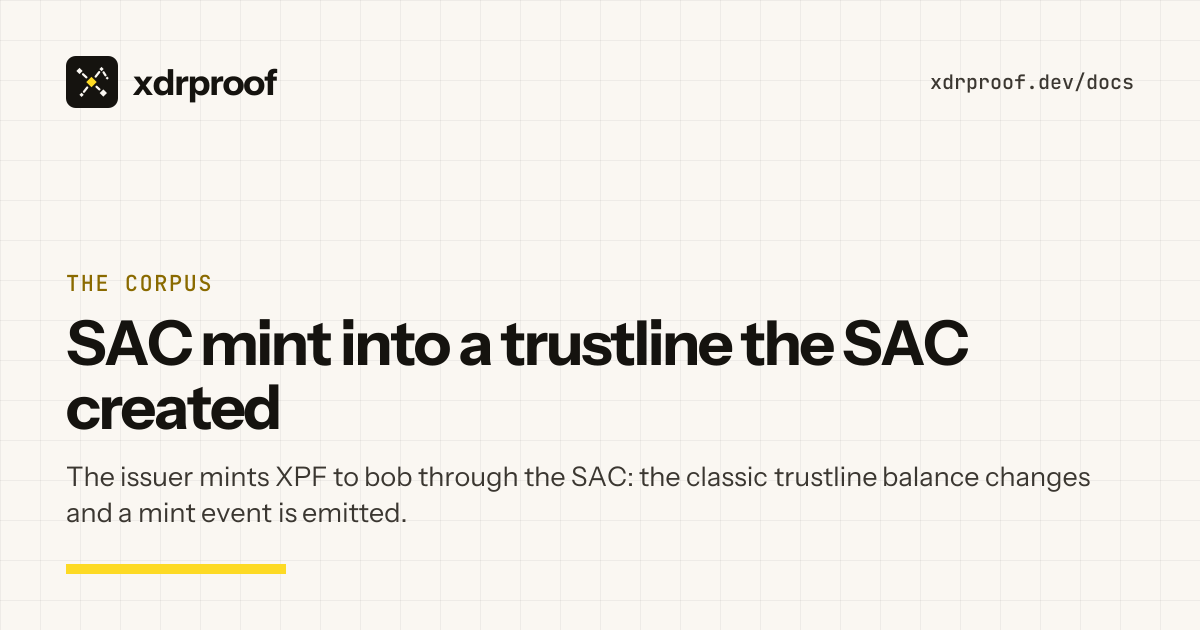 xdrproof
xdrproof.dev/docs
THE CORPUS
SAC mint into a trustline the SAC
created
The issuer mints XPF to bob through the SAC: the classic trustline balance changes
and a mint event is emitted.